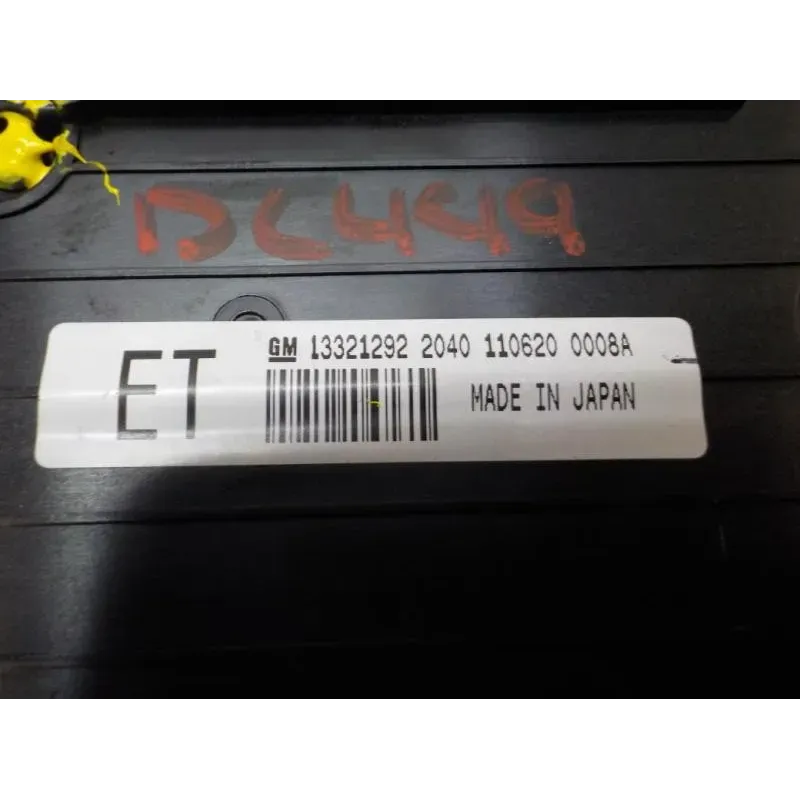 DC449
ET
GM 13321292 2040 110620 0008A
MADE IN JAPAN